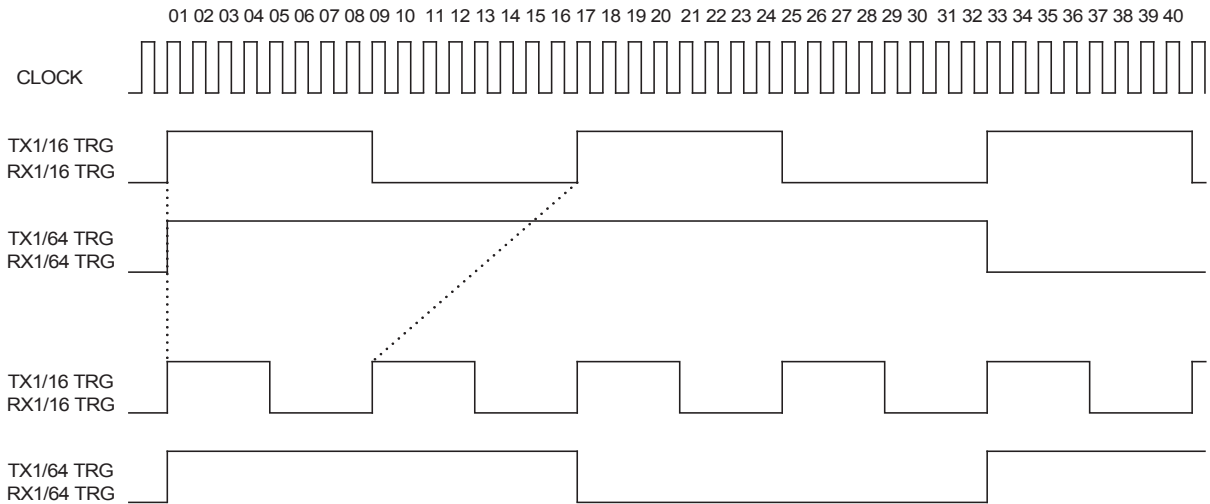 01 02 03 04 05 06 07 08 09 10 11 12 13 14 15 16 17 18 19 20 21 22 23 24 25 26 27 28 29 30 31 32 33 34 35 36 37 38 39 40
CLOCK
TX1/16 TRG
RX1/16 TRG
TX1/64 TRG
RX1/64 TRG
TX1/16 TRG
RX1/16 TRG
TX1/64 TRG
RX1/64 TRG